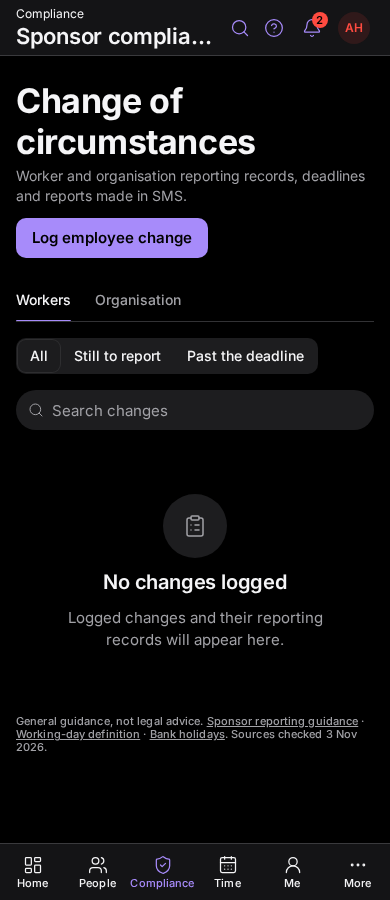 Compliance
Sponsor complia...
2
AH
Change of
circumstances
Worker and organisation reporting records, deadlines
and reports made in SMS.
Log employee change
Workers
Organisation
All
Still to report
Past the deadline
Search changes
No changes logged
Logged changes and their reporting
records will appear here.
General guidance, not legal advice. Sponsor reporting guidance ·
Working-day definition · Bank holidays. Sources checked 3 Nov
2026.
Home
People
Compliance
Time
Me
More